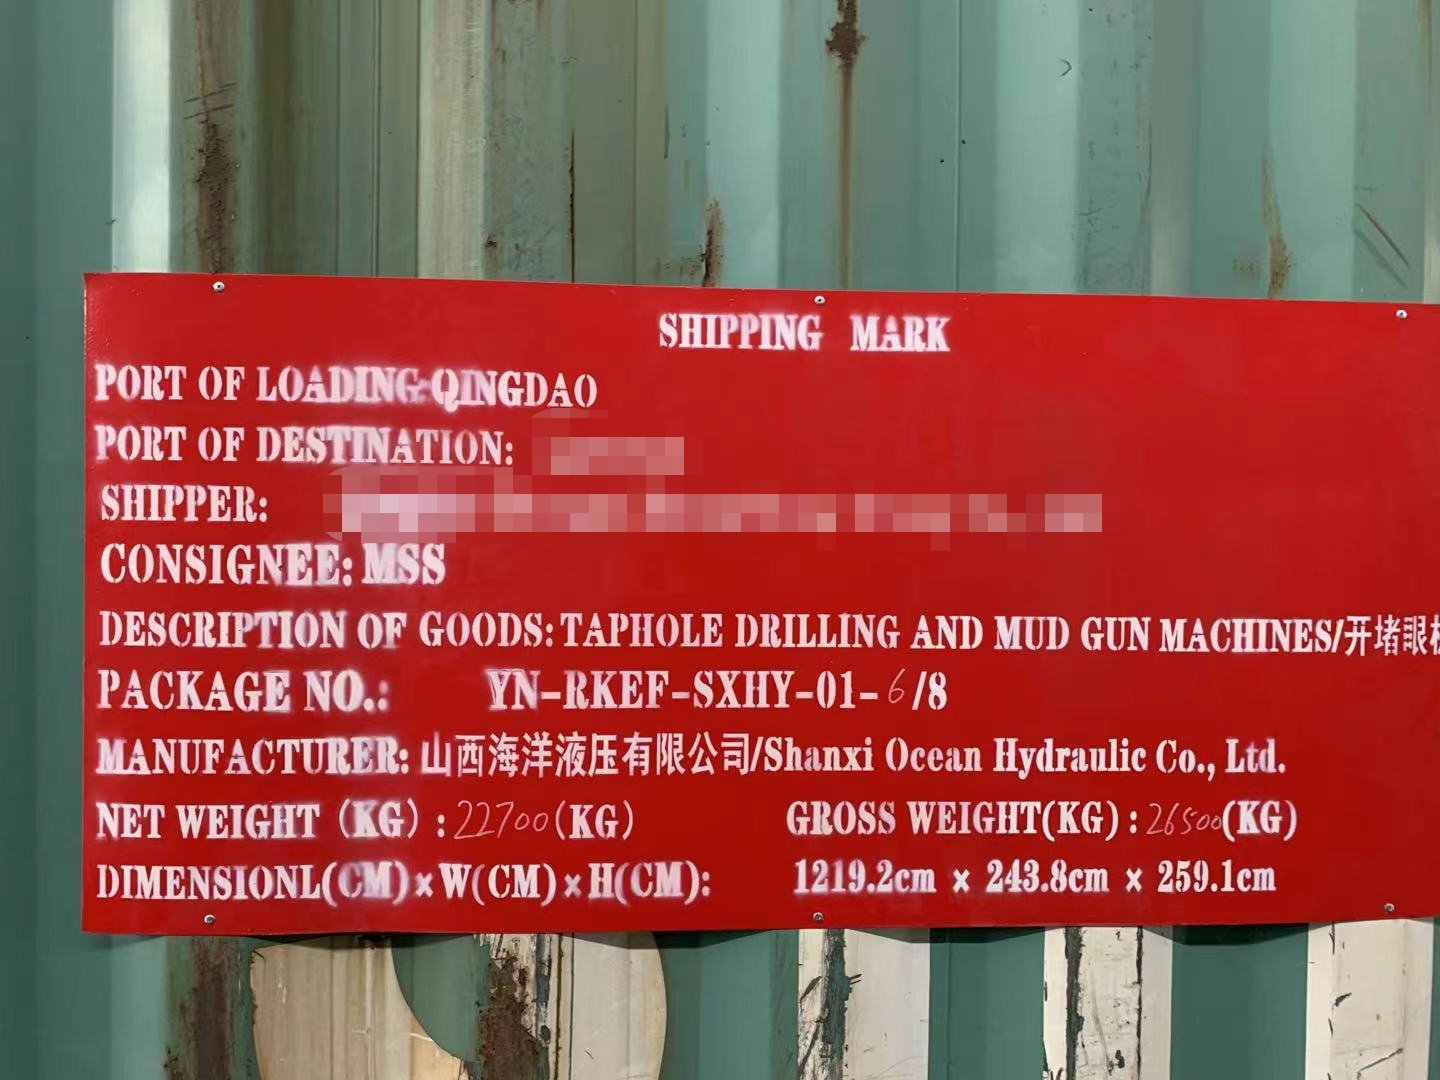 SHIPPING MARK
PORT OF LOADING:QINGDAO
PORT OF DESTINATION:
SHIPPER:
CONSIGNEE: MSS
DESCRIPTION OF GOODS: TAPHOLE DRILLING AND MUD GUN MACHINES/开堵眼机
PACKAGE NO.: YN-RKEF-SXHY-01-6/8
MANUFACTURER: 山西海洋液压有限公司/Shanxi Ocean Hydraulic Co., Ltd.
NET WEIGHT (KG) : 22700(KG) GROSS WEIGHT(KG) : 26500(KG)
DIMENSIONL(CM)×W(CM)×H(CM): 1219.2cm × 243.8cm × 259.1cm